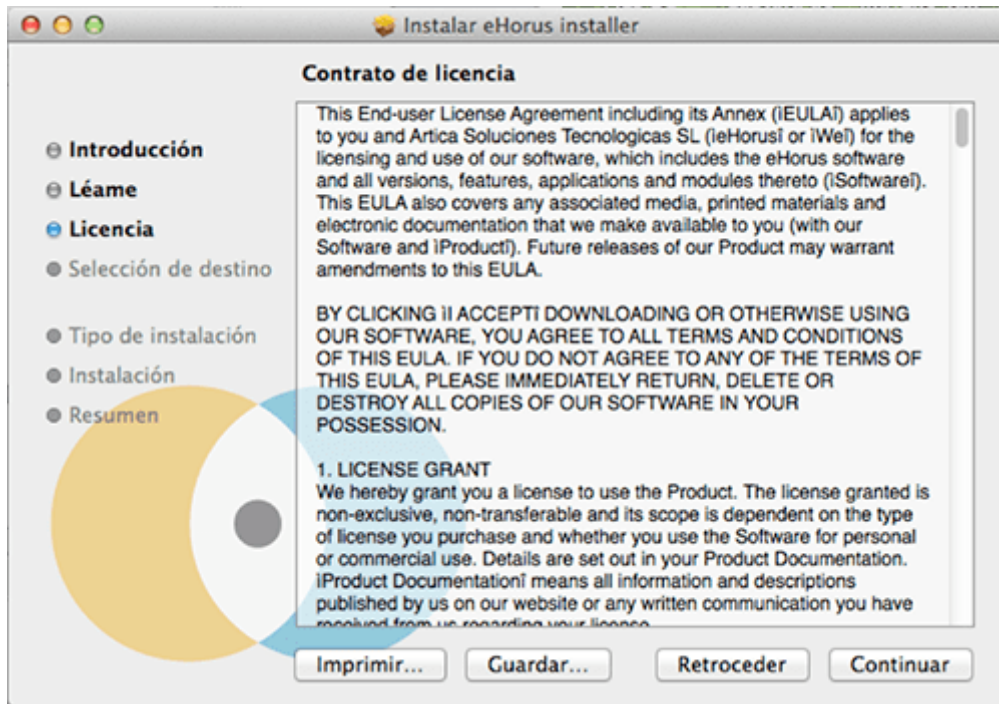 Instalar eHorus installer
Contrato de licencia
Introducción
Léame
Licencia
Selección de destino
Tipo de instalación
Instalación
Resumen
This End-user License Agreement including its Annex (ìEULAî) applies
to you and Artica Soluciones Tecnologicas SL (ìeHorusî or ìWeî) for the
licensing and use of our software, which includes the eHorus software
and all versions, features, applications and modules thereto (ìSoftwareî).
This EULA also covers any associated media, printed materials and
electronic documentation that we make available to you (with our
Software and ìProductî). Future releases of our Product may warrant
amendments to this EULA.
BY CLICKING ìI ACCEPTî DOWNLOADING OR OTHERWISE USING
OUR SOFTWARE, YOU AGREE TO ALL TERMS AND CONDITIONS
OF THIS EULA. IF YOU DO NOT AGREE TO ANY OF THE TERMS OF
THIS EULA, PLEASE IMMEDIATELY RETURN, DELETE OR
DESTROY ALL COPIES OF OUR SOFTWARE IN YOUR
POSSESSION.
1. LICENSE GRANT
We hereby grant you a license to use the Product. The license granted is
non-exclusive, non-transferable and its scope is dependent on the type
of license you purchase and whether you use the Software for personal
or commercial use. Details are set out in your Product Documentation.
ìProduct Documentationî means all information and descriptions
published by us on our website or any written communication you have
received from us regarding your license
Imprimir...
Guardar...
Retroceder
Continuar